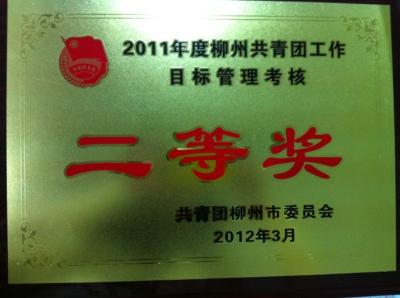 2011年度柳州共青团工作
目标管理考核
二等奖
共青团柳州市委员会
2012年3月